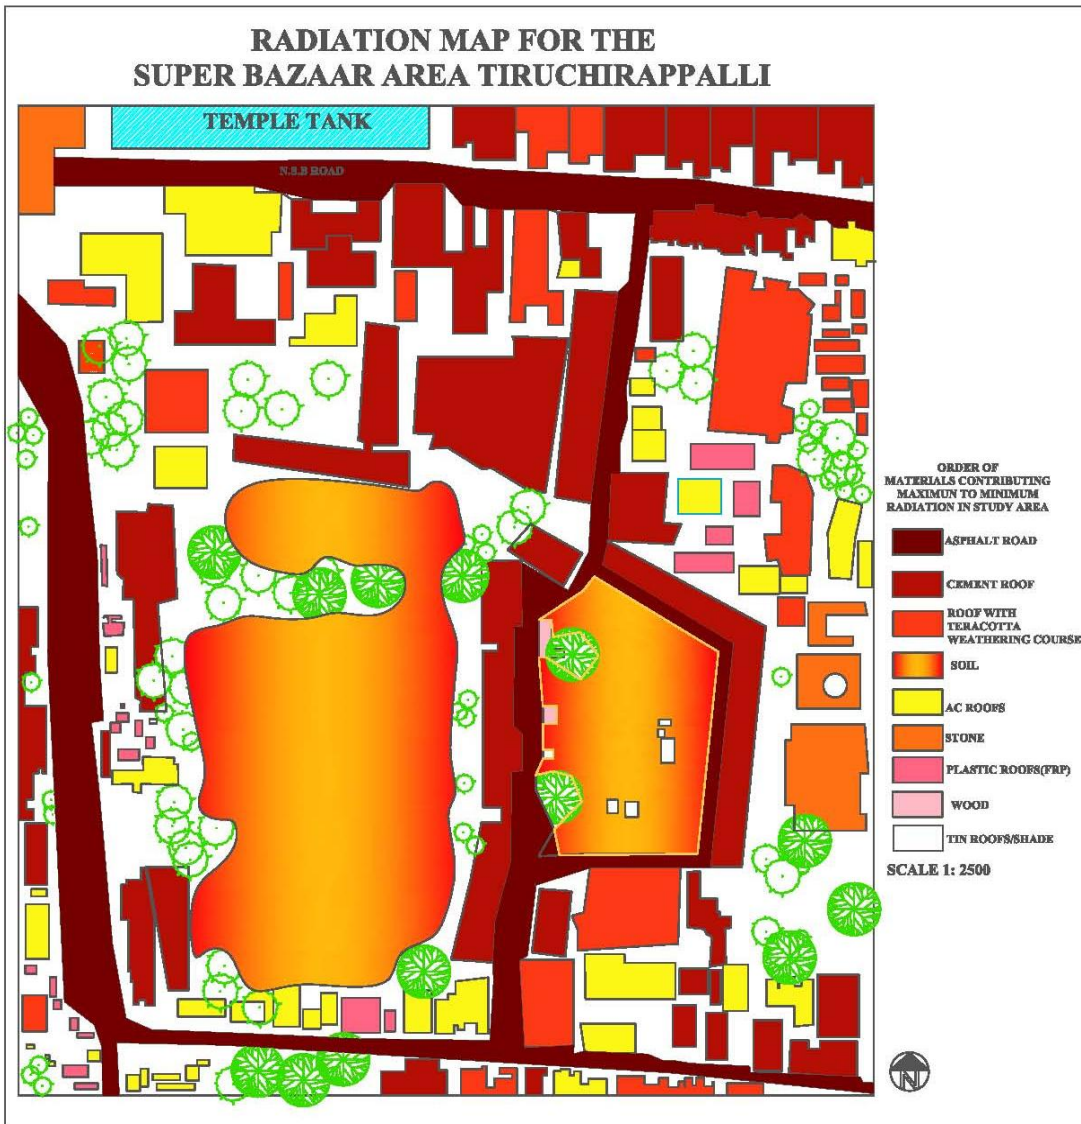 RADIATION MAP FOR THE
SUPER BAZAAR AREA TIRUCHIRAPPALLI
TEMPLE TANK
N.S.B ROAD
ORDER OF
MATERIALS CONTRIBUTING
MAXIMUN TO MINIMUM
RADIATION IN STUDY AREA
ASPHALT ROAD
CEMENT ROOF
ROOF WITH
TERACOTTA
WEATHERING COURSE
SOIL
AC ROOFS
STONE
PLASTIC ROOFS(FRP)
WOOD
TIN ROOFS/SHADE
SCALE 1: 2500
N